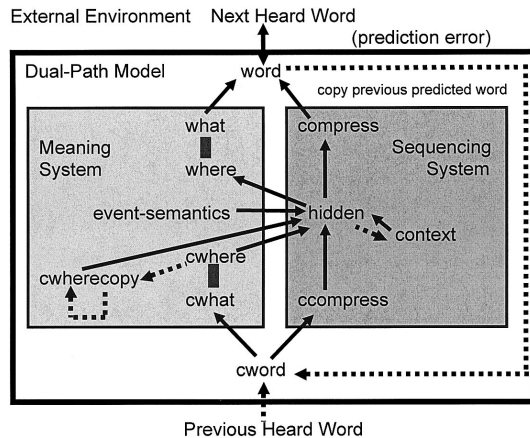 External Environment
Next Heard Word
(prediction error)
Dual-Path Model
word
copy previous predicted word
what
compress
Meaning
System
Sequencing
System
where
event-semantics
hidden
context
cwhere
cwherecopy
cwhat
ccompress
cword
Previous Heard Word